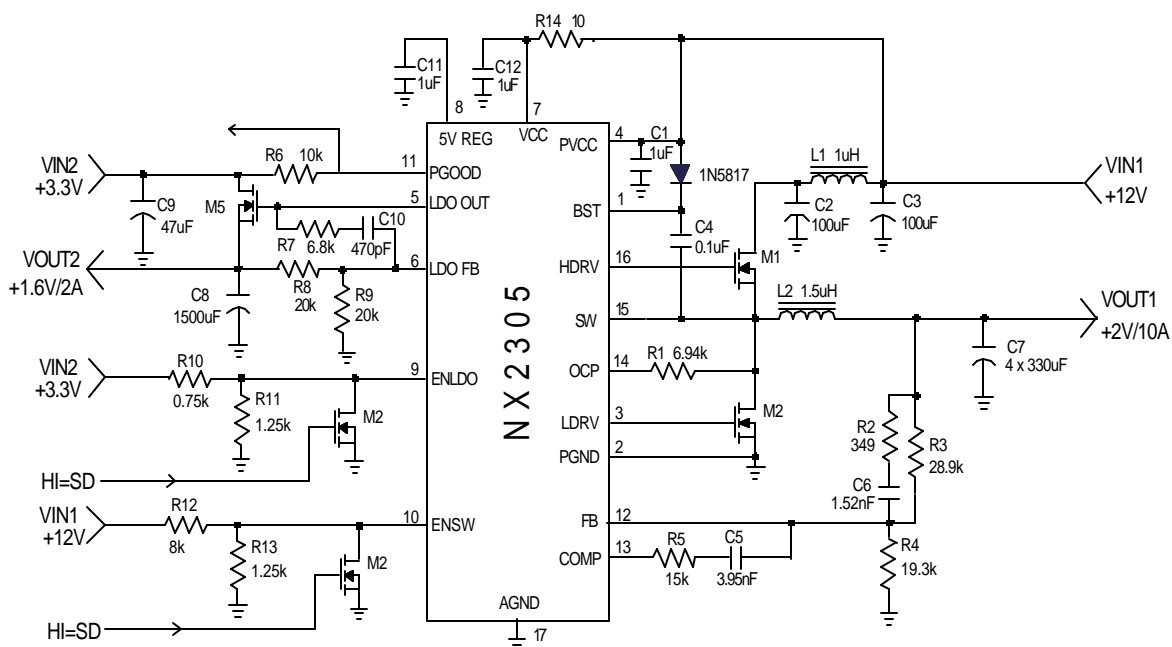 R14 10
C11
1uF
C12
1uF
8
7
5V REG
VCC
VIN2
+3.3V
R6 10k
11
PGOOD
PVCC
4
C1
1uF
1N5817
L1 1uH
VIN1
+12V
C9
47uF
M5
5
LDO OUT
BST
1
C2
100uF
C3
100uF
R7
6.8k
C10
470pF
C4
0.1uF
VOUT2
+1.6V/2A
6
LDO FB
HDRV
16
M1
C8
1500uF
R8
20k
R9
20k
NX2305
SW
15
L2 1.5uH
VOUT1
+2V/10A
VIN2
+3.3V
R10
0.75k
9
ENLDO
OCP
14
R1 6.94k
C7
4 x 330uF
R11
1.25k
M2
LDRV
3
M2
R2
349
R3
28.9k
PGND
2
HI=SD
C6
1.52nF
VIN1
+12V
R12
8k
10
ENSW
FB
12
R13
1.25k
M2
COMP
13
R5
15k
C5
3.95nF
R4
19.3k
AGND
17
HI=SD